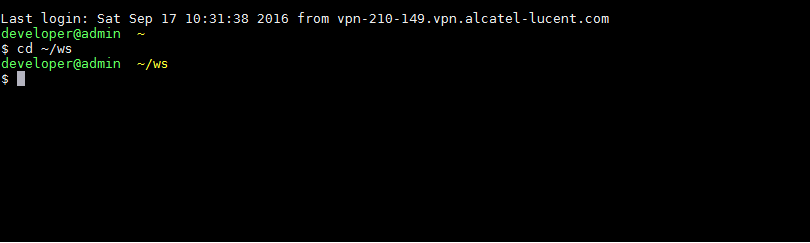 Last login: Sat Sep 17 10:31:38 2016 from vpn-210-149.vpn.alcatel-lucent.com
developer@admin  ~
$ cd ~/ws
developer@admin  ~/ws
$